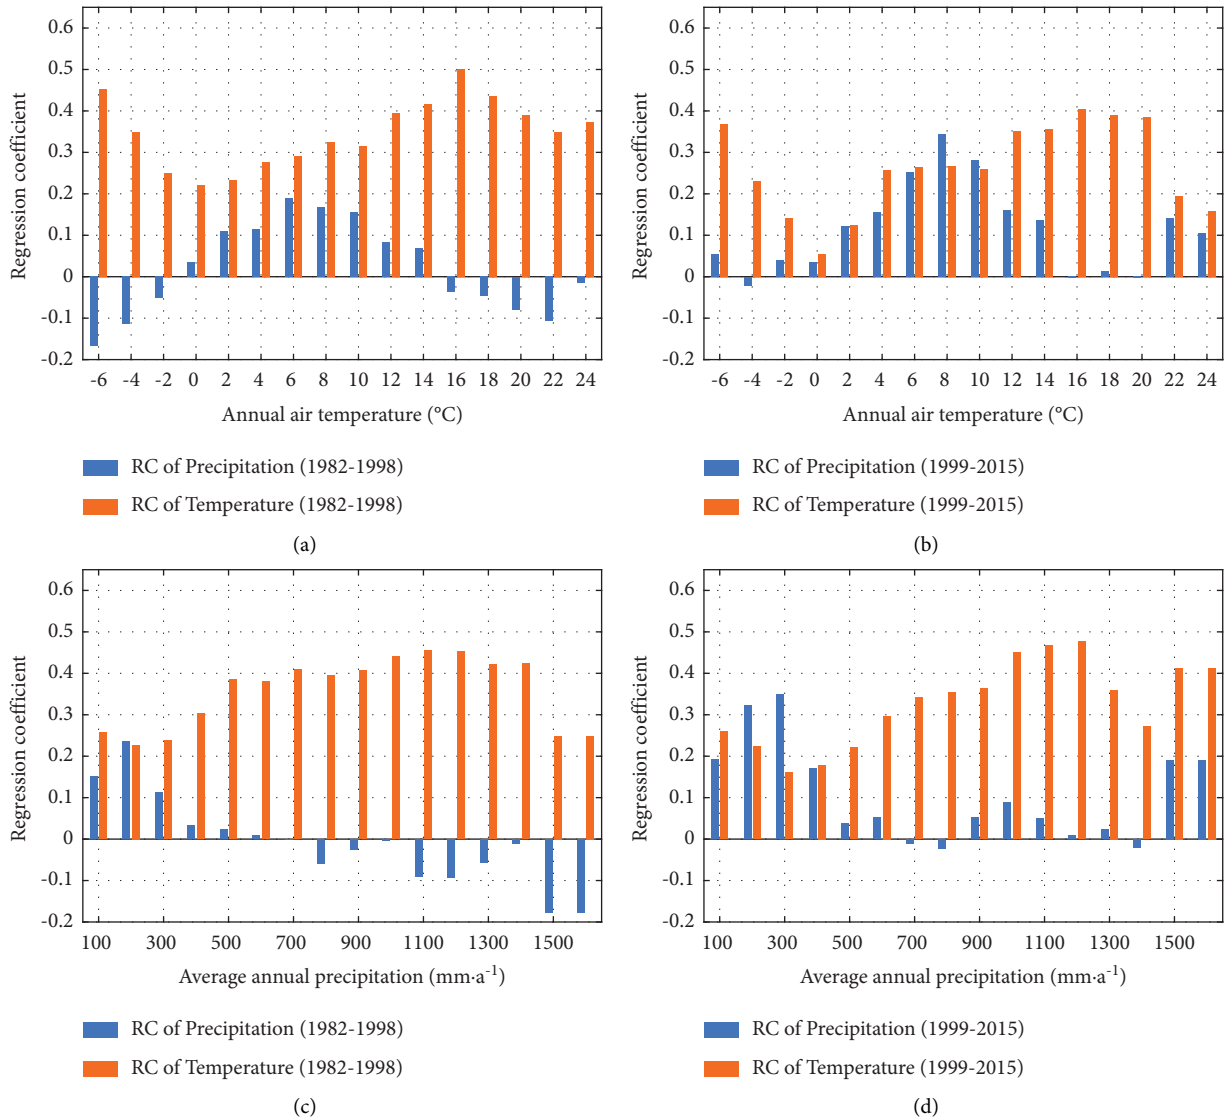 0.6
0.5
0.4
0.3
0.2
0.1
0
-0.1
-0.2
Regression coefficient
-6 -4 -2 0 2 4 6 8 10 12 14 16 18 20 22 24
Annual air temperature (°C)
RC of Precipitation (1982-1998)
RC of Temperature (1982-1998)
(a)
0.6
0.5
0.4
0.3
0.2
0.1
0
-0.1
-0.2
Regression coefficient
-6 -4 -2 0 2 4 6 8 10 12 14 16 18 20 22 24
Annual air temperature (°C)
RC of Precipitation (1999-2015)
RC of Temperature (1999-2015)
(b)
0.6
0.5
0.4
0.3
0.2
0.1
0
-0.1
-0.2
Regression coefficient
100 300 500 700 900 1100 1300 1500
Average annual precipitation (mm·a⁻¹)
RC of Precipitation (1982-1998)
RC of Temperature (1982-1998)
(c)
0.6
0.5
0.4
0.3
0.2
0.1
0
-0.1
-0.2
Regression coefficient
100 300 500 700 900 1100 1300 1500
Average annual precipitation (mm·a⁻¹)
RC of Precipitation (1999-2015)
RC of Temperature (1999-2015)
(d)